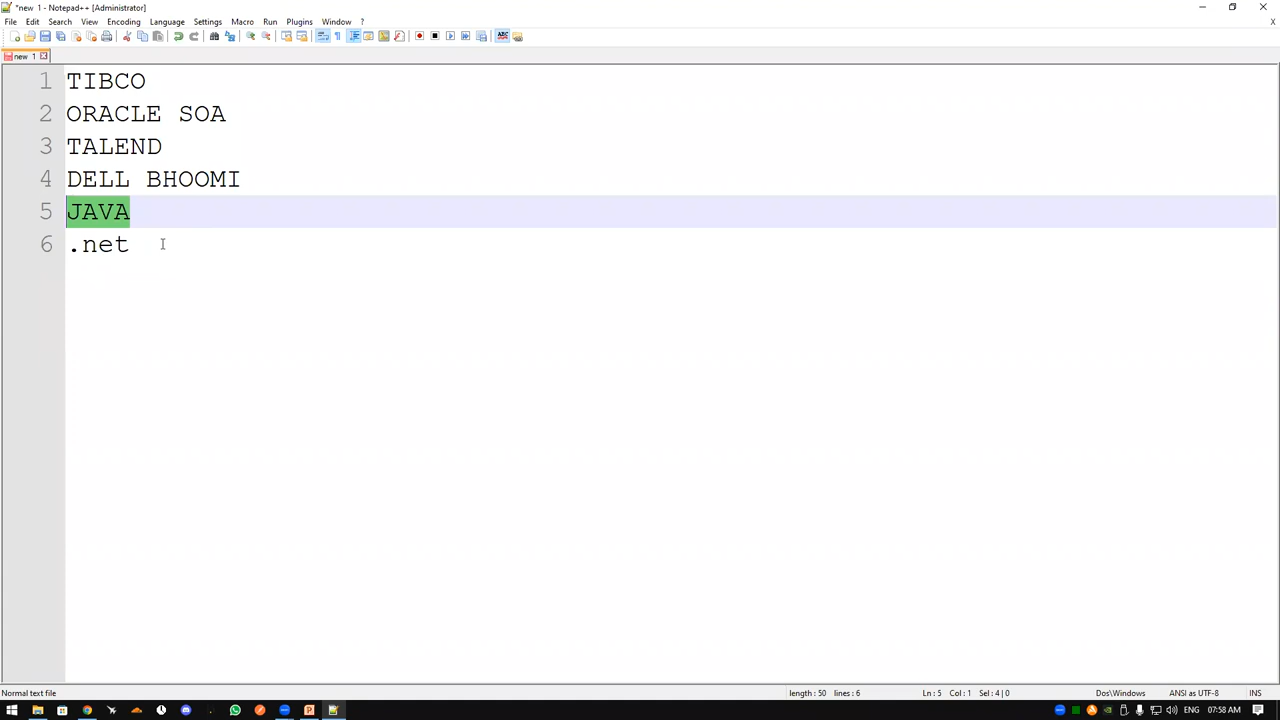 *new 1 - Notepad++ [Administrator]
File Edit Search View Encoding Language Settings Macro Run Plugins Window ?
X
ABC
new 1
1 TIBCO
2 ORACLE SOA
3 TALEND
4 DELL BHOOMI
5 JAVA
6 .net
Normal text file length : 50 lines : 6 Ln : 5 Col : 1 Sel : 4 | 0 Dos\Windows ANSI as UTF-8 INS
ENG 07:58 AM